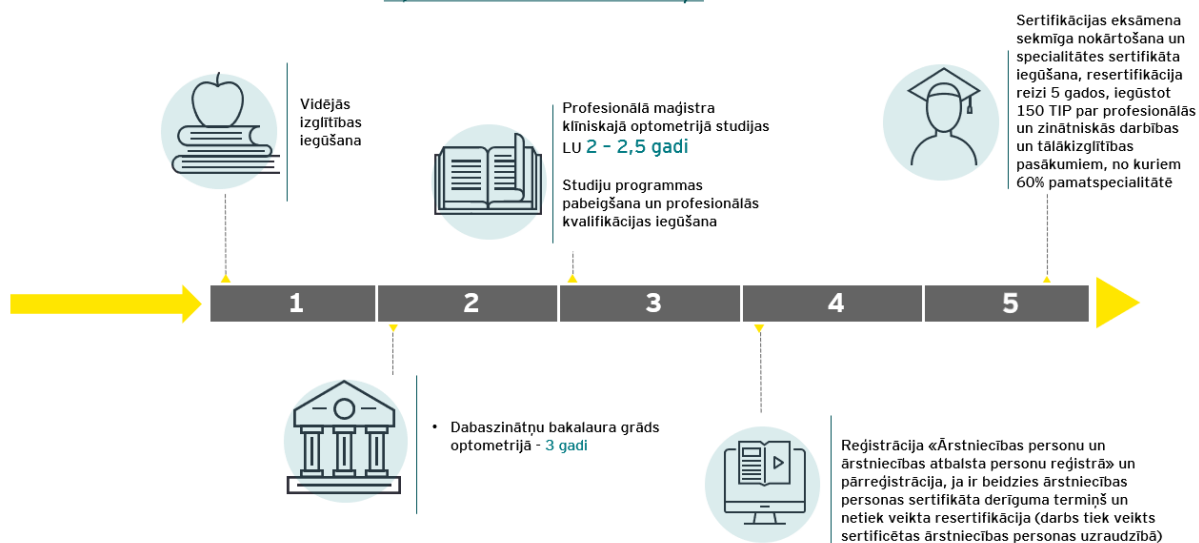 Vidējās
izglītības
iegūšana
Profesionālā maģistra
klīniskajā optometrijā studijas
LU 2 - 2,5 gadi
Studiju programmas
pabeigšana un profesionālās
kvalifikācijas iegūšana
Sertifikācijas eksāmena
sekmīga nokārtošana un
specialitātes sertifikāta
iegūšana, resertifikācija
reizi 5 gados, iegūstot
150 TIP par profesionālās
un zinātniskās darbības
un tālākizglītības
pasākumiem, no kuriem
60% pamatspecialitātē
1 2 3 4 5
• Dabaszinātņu bakalaura grāds
optometrijā - 3 gadi
Reģistrācija «Ārstniecības personu un
ārstniecības atbalsta personu reģistrā» un
pārreģistrācija, ja ir beidzies ārstniecības
personas sertifikāta derīguma termiņš un
netiek veikta resertifikācija (darbs tiek veikts
sertificētas ārstniecības personas uzraudzībā)